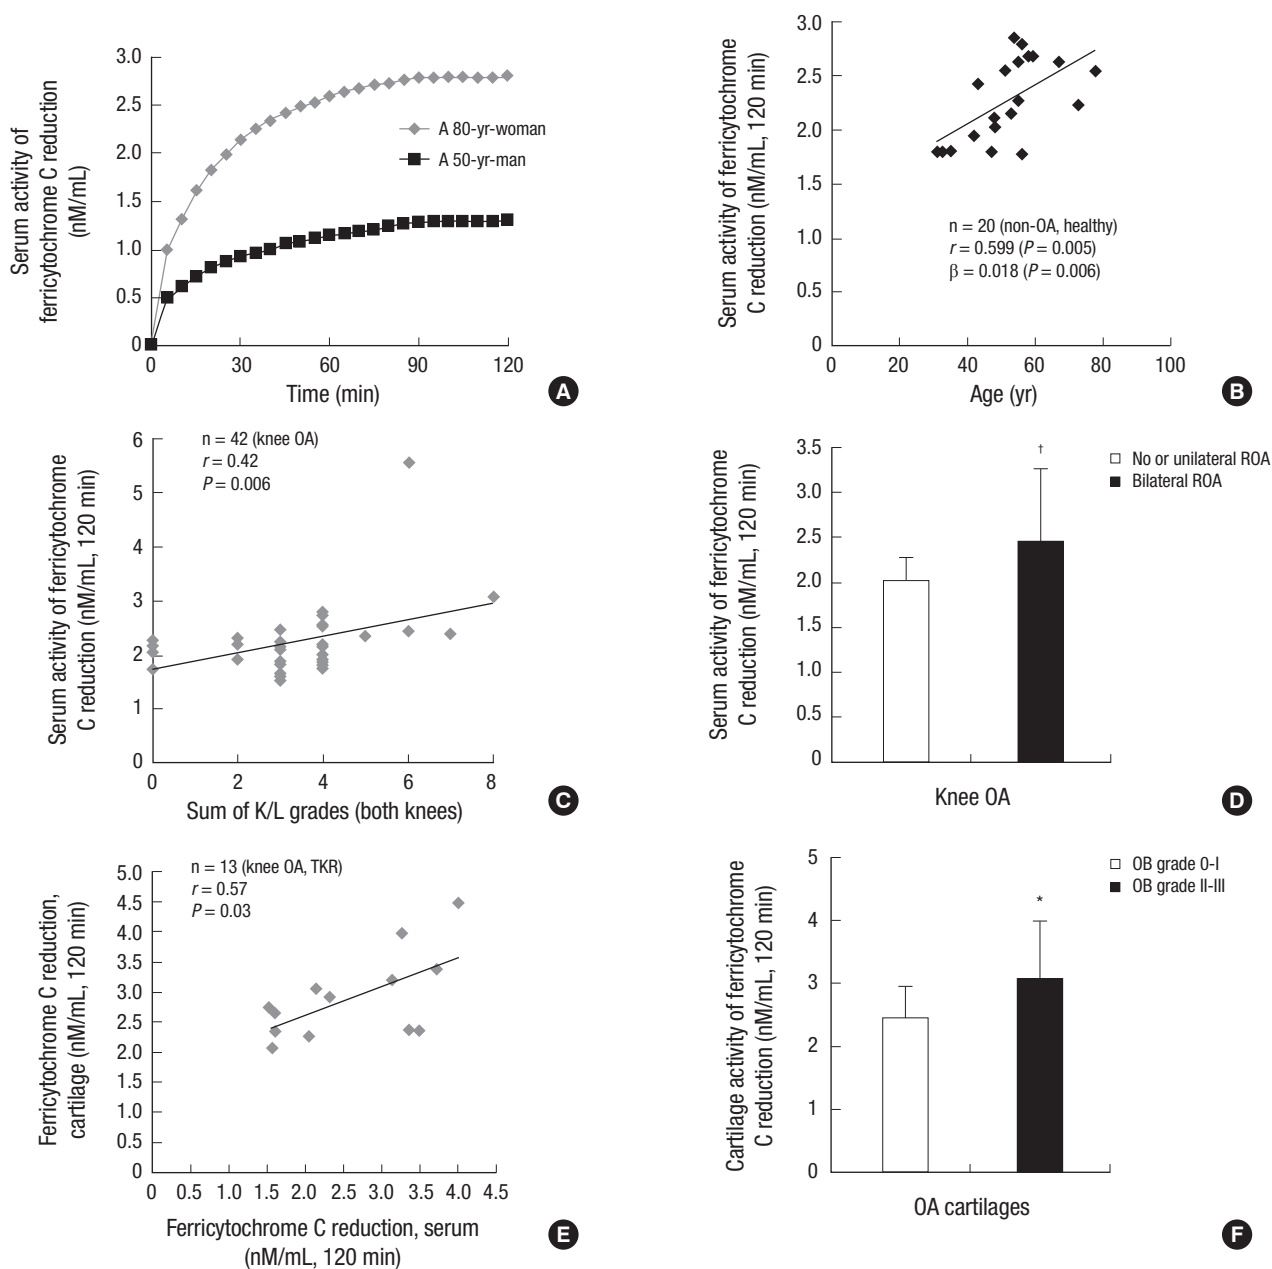 Serum activity of
ferricytochrome C reduction
(nM/mL)
3.0
2.5
2.0
1.5
1.0
0.5
0
A 80-yr-woman
A 50-yr-man
0 30 60 90 120
Time (min)
A
Serum activity of ferricytochrome
C reduction (nM/mL, 120 min)
3.0
2.5
2.0
1.5
1.0
0.5
0
n = 20 (non-OA, healthy)
r = 0.599 (P = 0.005)
β = 0.018 (P = 0.006)
0 20 40 60 80 100
Age (yr)
B
Serum activity of ferricytochrome
C reduction (nM/mL, 120 min)
6
5
4
3
2
1
0
n = 42 (knee OA)
r = 0.42
P = 0.006
0 2 4 6 8
Sum of K/L grades (both knees)
C
Serum activity of ferricytochrome
C reduction (nM/mL, 120 min)
3.5
3.0
2.5
2.0
1.5
1.0
0.5
0
†
No or unilateral ROA
Bilateral ROA
Knee OA
D
Ferricytochrome C reduction,
cartilage (nM/mL, 120 min)
5.0
4.5
4.0
3.5
3.0
2.5
2.0
1.5
1.0
0.5
0
n = 13 (knee OA, TKR)
r = 0.57
P = 0.03
0 0.5 1.0 1.5 2.0 2.5 3.0 3.5 4.0 4.5
Ferricytochrome C reduction, serum
(nM/mL, 120 min)
E
Cartilage activity of ferricytochrome
C reduction (nM/mL, 120 min)
5
4
3
2
1
0
*
OB grade 0-I
OB grade II-III
OA cartilages
F